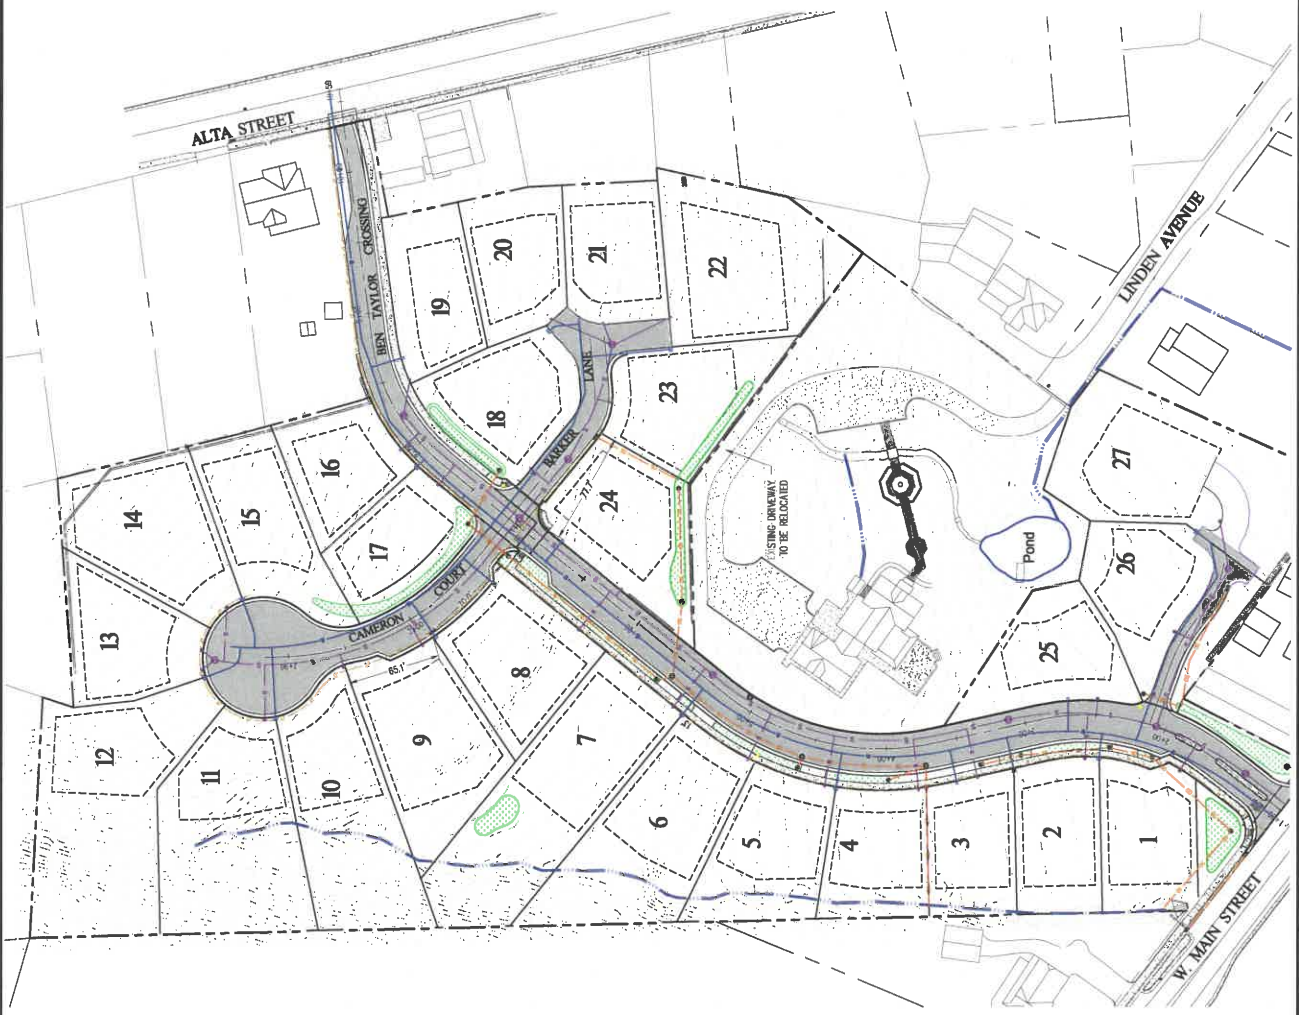 ALTA STREET
50
BEN TAYLOR CROSSING
LINDEN AVENUE
19
20
21
22
18
LANE
BARKER
23
24
16
14
15
17
13
CAMERON COURT
65.1'
12
11
10
9
8
7
6
5
4
3
2
1
EXISTING DRIVEWAY
TO BE RELOCATED
Pond
27
26
25
W. MAIN STREET